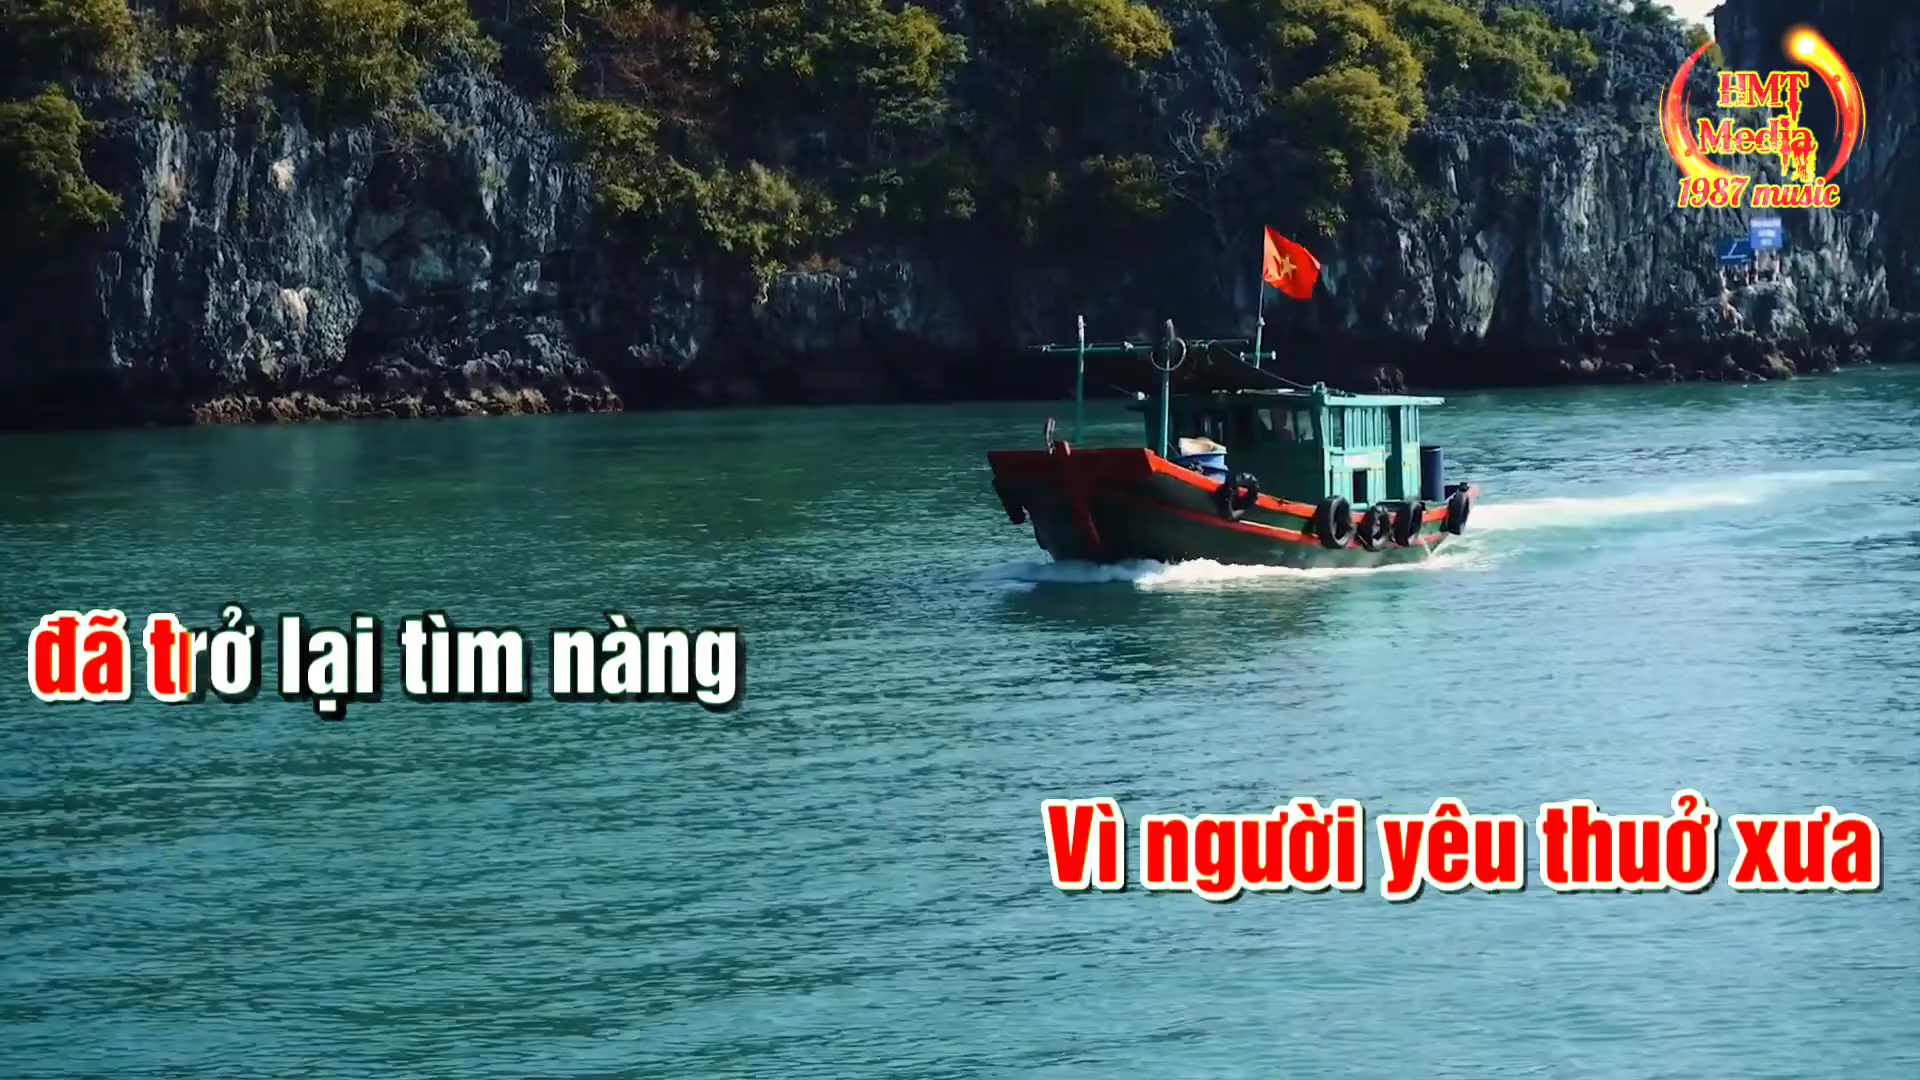 HMT
Media
1987 music
đã trở lại tìm nàng
Vì người yêu thuở xưa